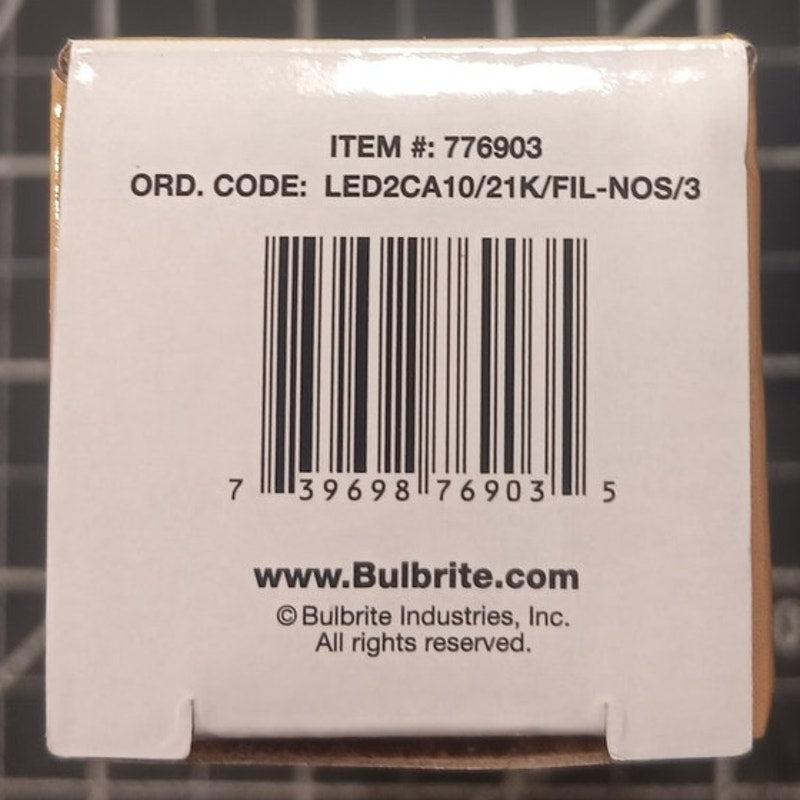 ITEM #: 776903
ORD. CODE: LED2CA10/21K/FIL-NOS/3
7 39698 76903 5
www.Bulbrite.com
© Bulbrite Industries, Inc.
All rights reserved.